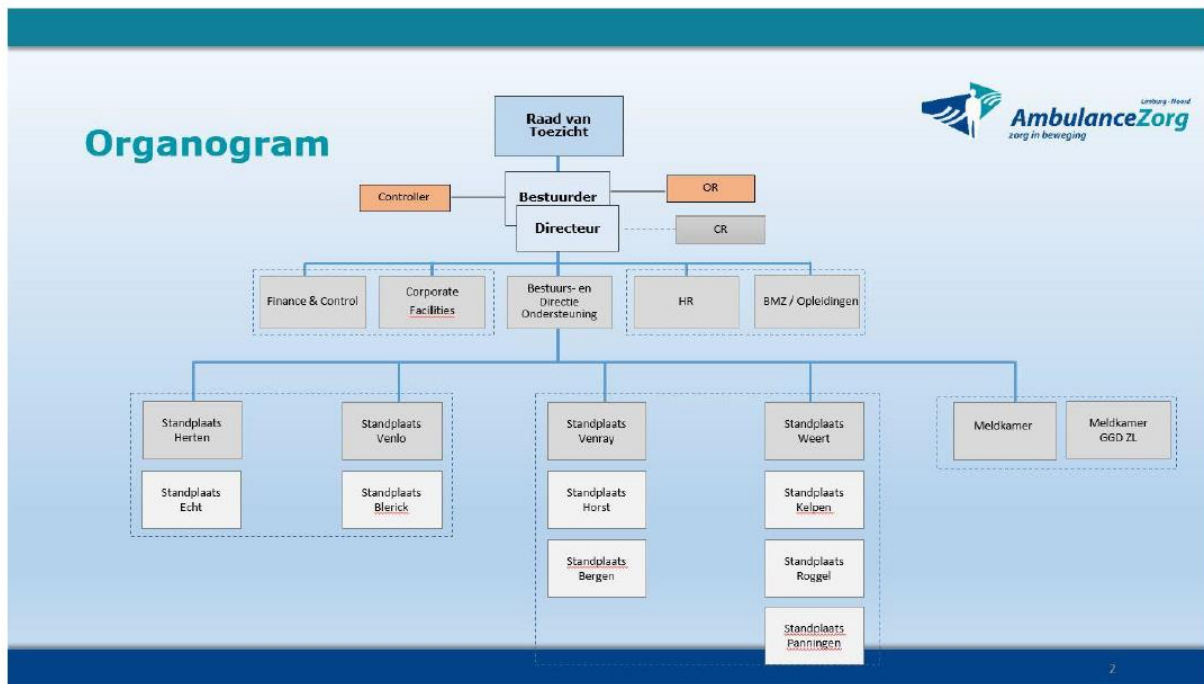 Organogram
Limburg - Noord
AmbulanceZorg
zorg in beweging
Raad van
Toezicht
Controller
Bestuurder
OR
Directeur
CR
Finance & Control
Corporate
Facilities
Bestuurs- en
Directie
Ondersteuning
HR
BMZ / Opleidingen
Standplaats
Herten
Standplaats
Venlo
Standplaats
Venray
Standplaats
Weert
Meldkamer
Meldkamer
GGD ZL
Standplaats
Echt
Standplaats
Blerick
Standplaats
Horst
Standplaats
Kelpen
Standplaats
Bergen
Standplaats
Roggel
Standplaats
Panningen
2